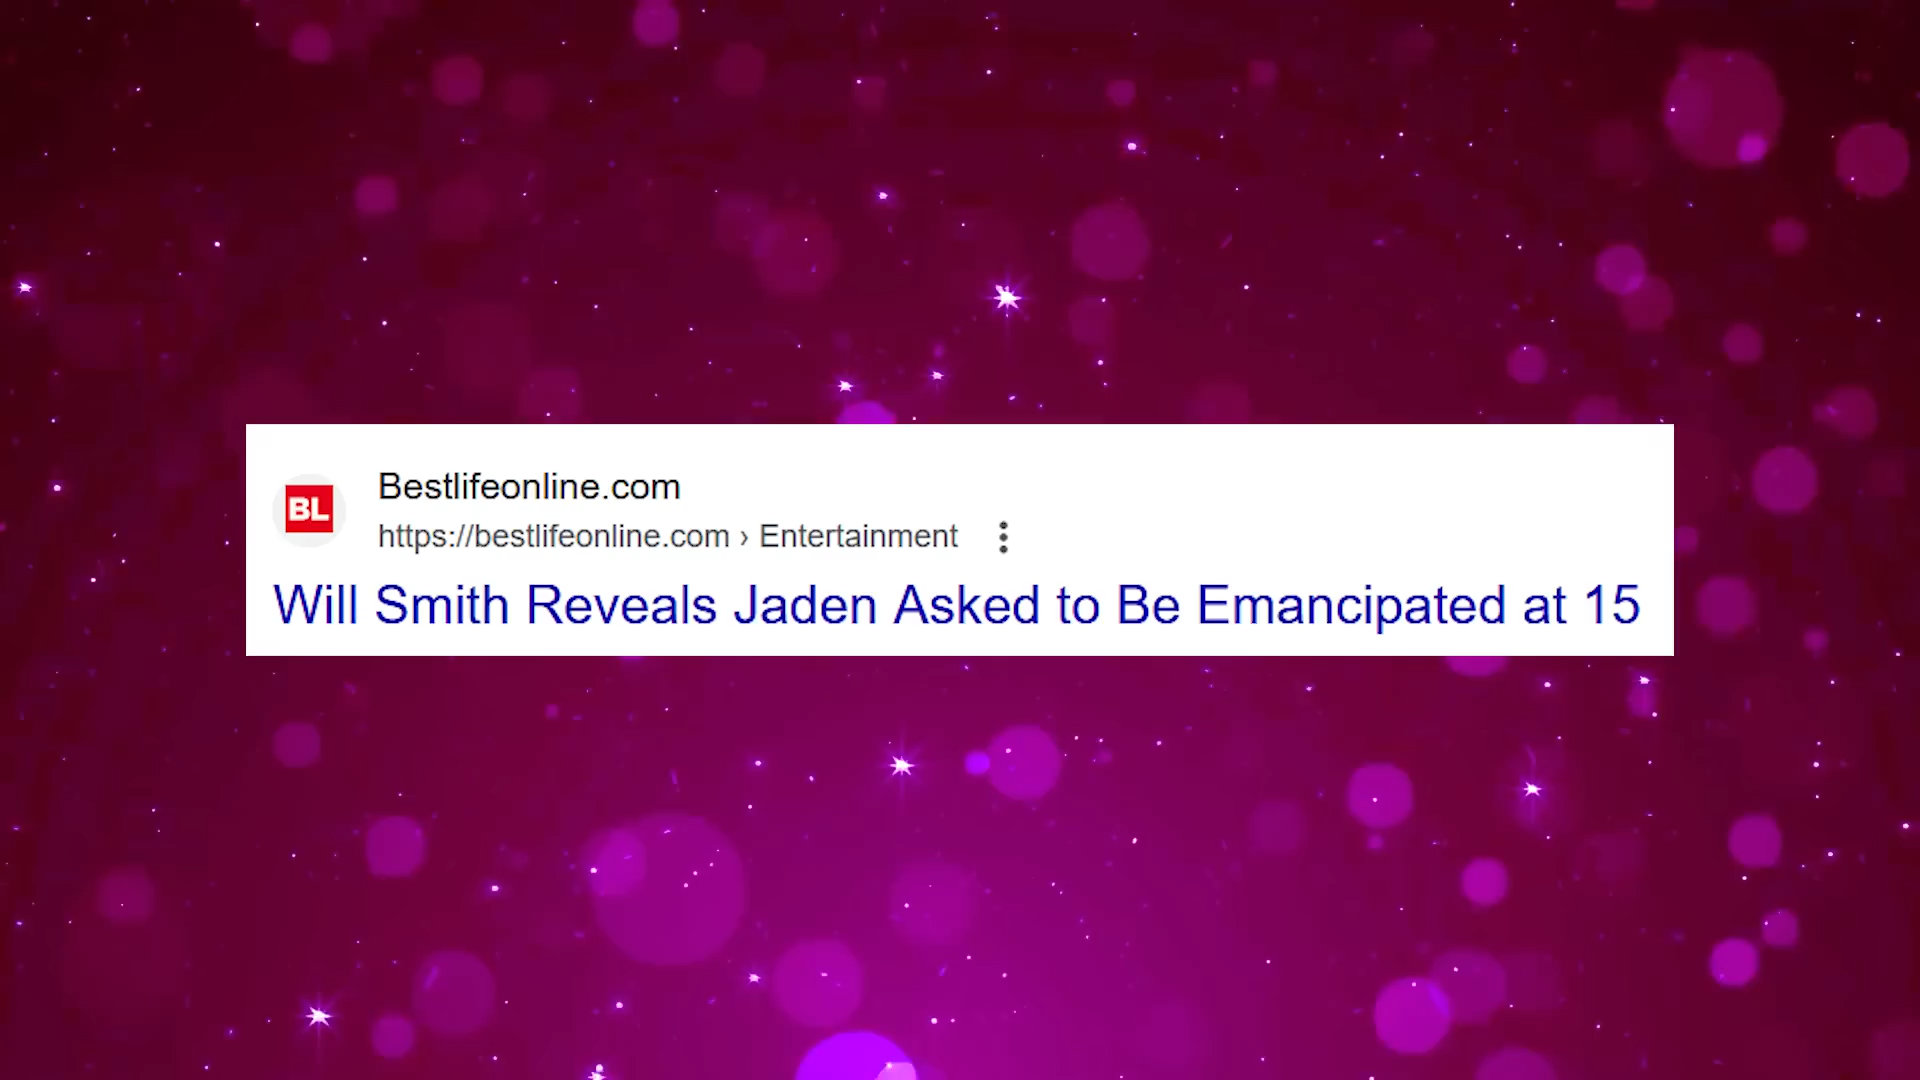 BL
Bestlifeonline.com
https://bestlifeonline.com › Entertainment
Will Smith Reveals Jaden Asked to Be Emancipated at 15